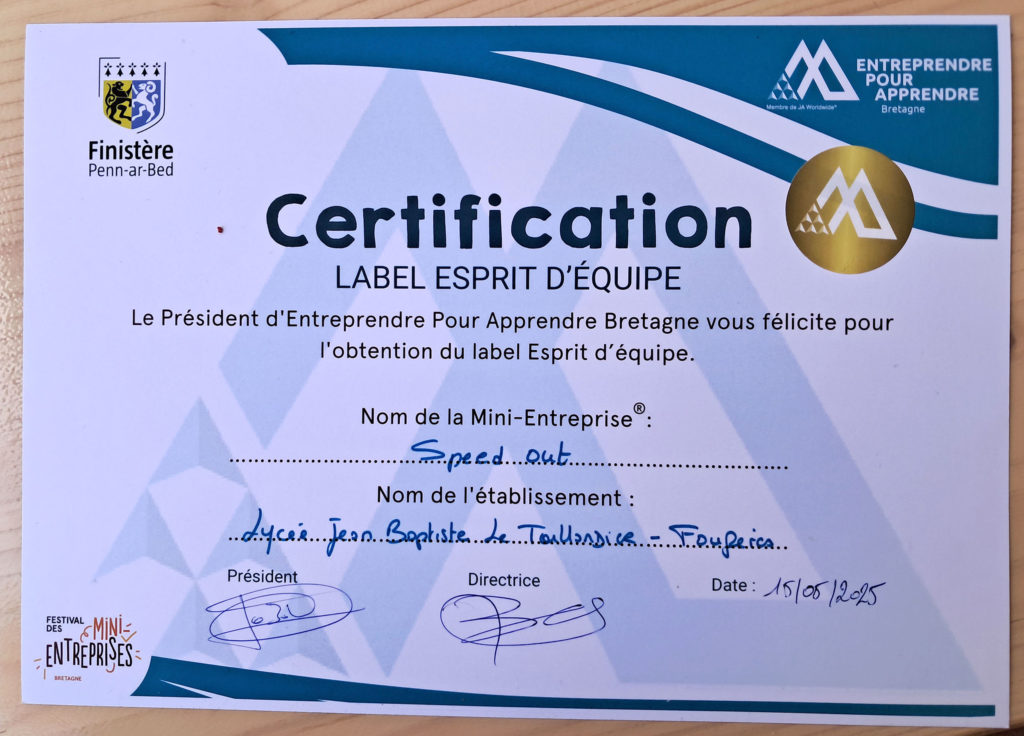 Finistère
Penn-ar-Bed
ENTREPRENDRE
POUR
APPRENDRE
Bretagne
Membre de JA Worldwide®
Certification
LABEL ESPRIT D'ÉQUIPE
Le Président d'Entreprendre Pour Apprendre Bretagne vous félicite pour
l'obtention du label Esprit d'équipe.
Nom de la Mini-Entreprise®:
Speed out
Nom de l'établissement :
Lycée Jean Baptiste Le Taillandier - Fougères
Président
Directrice
Date : 15/05/2025
FESTIVAL
DES
MINI
ENTREPRISES
BRETAGNE